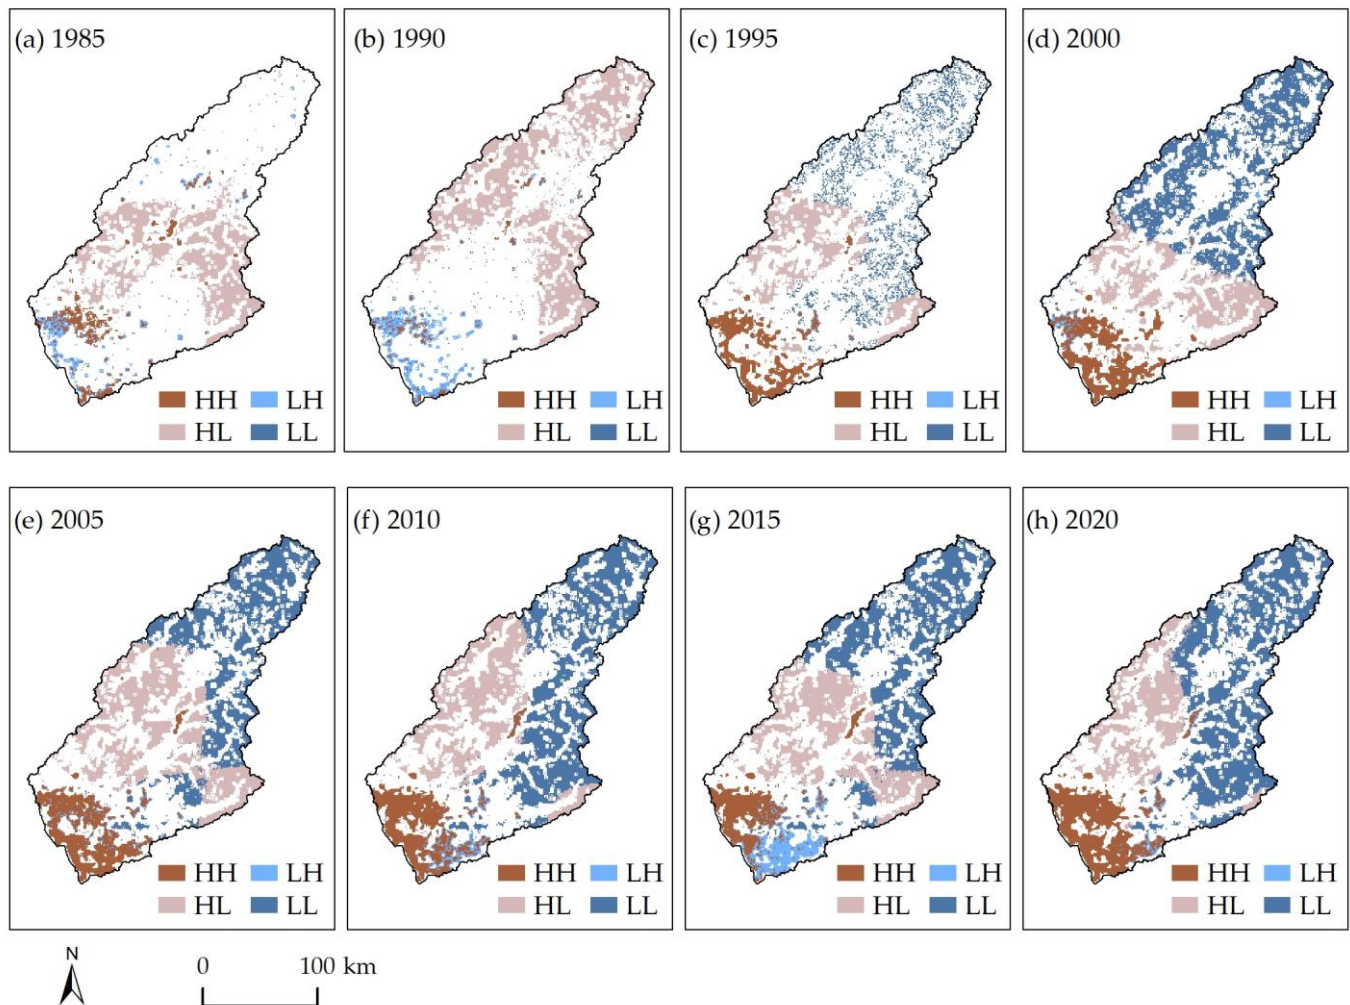 (a) 1985
(b) 1990
(c) 1995
(d) 2000
HH LH
HL LL
HH LH
HL LL
HH LH
HL LL
HH LH
HL LL
(e) 2005
(f) 2010
(g) 2015
(h) 2020
HH LH
HL LL
HH LH
HL LL
HH LH
HL LL
HH LH
HL LL
N
0 100 km